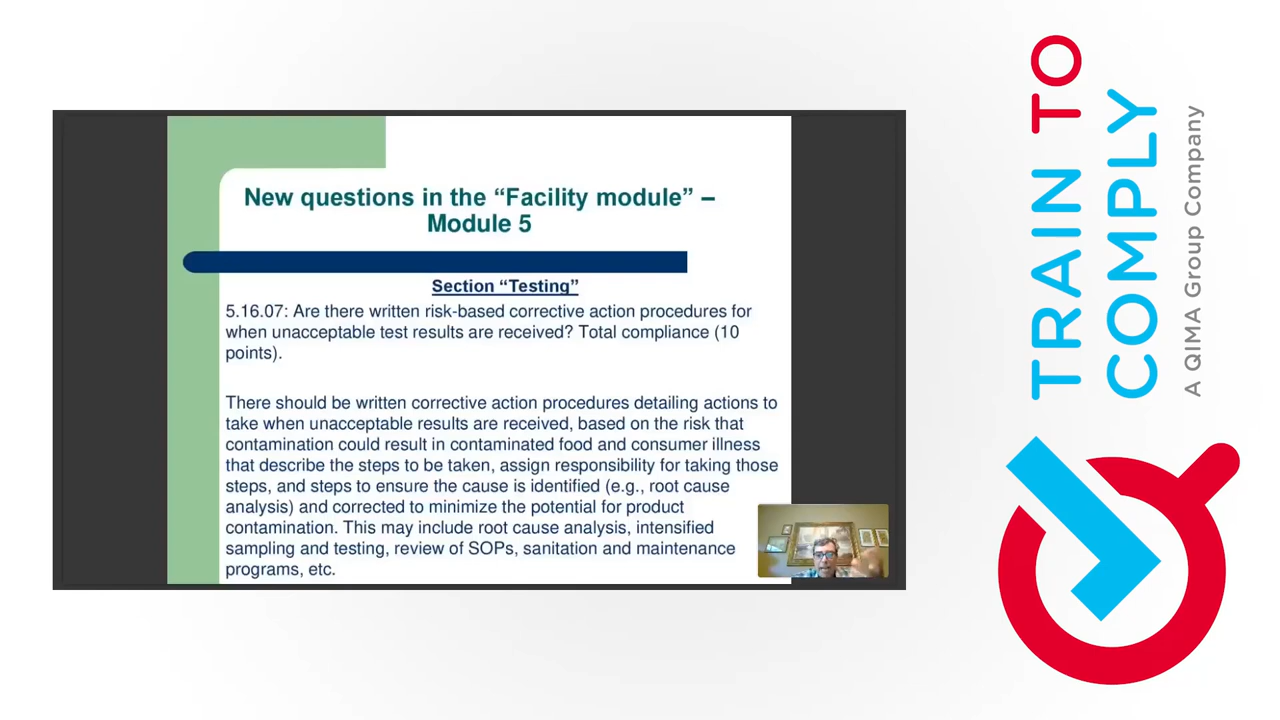 New questions in the “Facility module” –
Module 5
Section “Testing”
5.16.07: Are there written risk-based corrective action procedures for
when unacceptable test results are received? Total compliance (10
points).
There should be written corrective action procedures detailing actions to
take when unacceptable results are received, based on the risk that
contamination could result in contaminated food and consumer illness
that describe the steps to be taken, assign responsibility for taking those
steps, and steps to ensure the cause is identified (e.g., root cause
analysis) and corrected to minimize the potential for product
contamination. This may include root cause analysis, intensified
sampling and testing, review of SOPs, sanitation and maintenance
programs, etc.
TRAIN TO
COMPLY
A QIMA Group Company